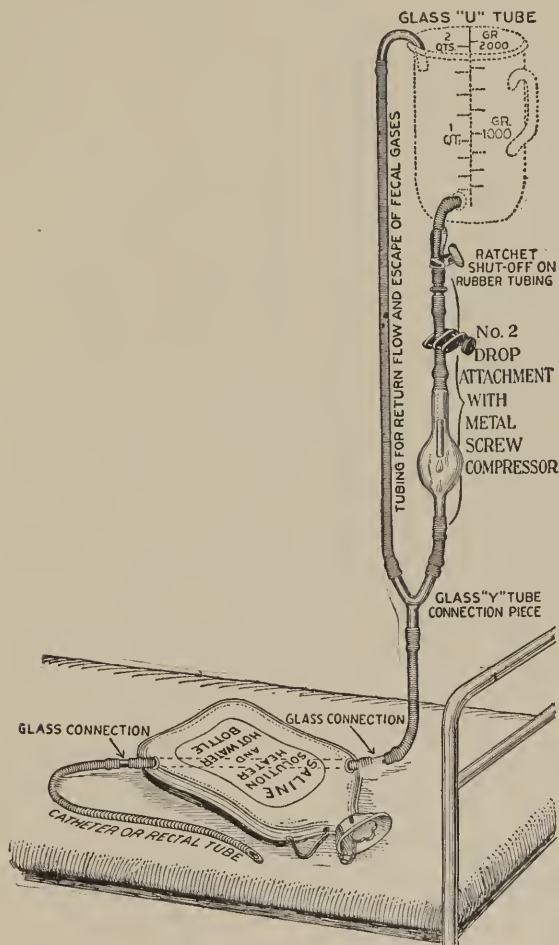 GLASS "U" TUBE
2
QTS.
GR
2000
1
QT.
GR.
1000
TUBING FOR RETURN FLOW AND ESCAPE OF FECAL GASES
RATCHET
SHUT-OFF ON
RUBBER TUBING
No. 2
DROP
ATTACHMENT
WITH
METAL
SCREW
COMPRESSOR
GLASS "Y" TUBE
CONNECTION PIECE
GLASS CONNECTION
GLASS CONNECTION
SALINE
SOLUTION
HEATER
AND
HOT WATER
BOTTLE
CATHETER OR RECTAL TUBE